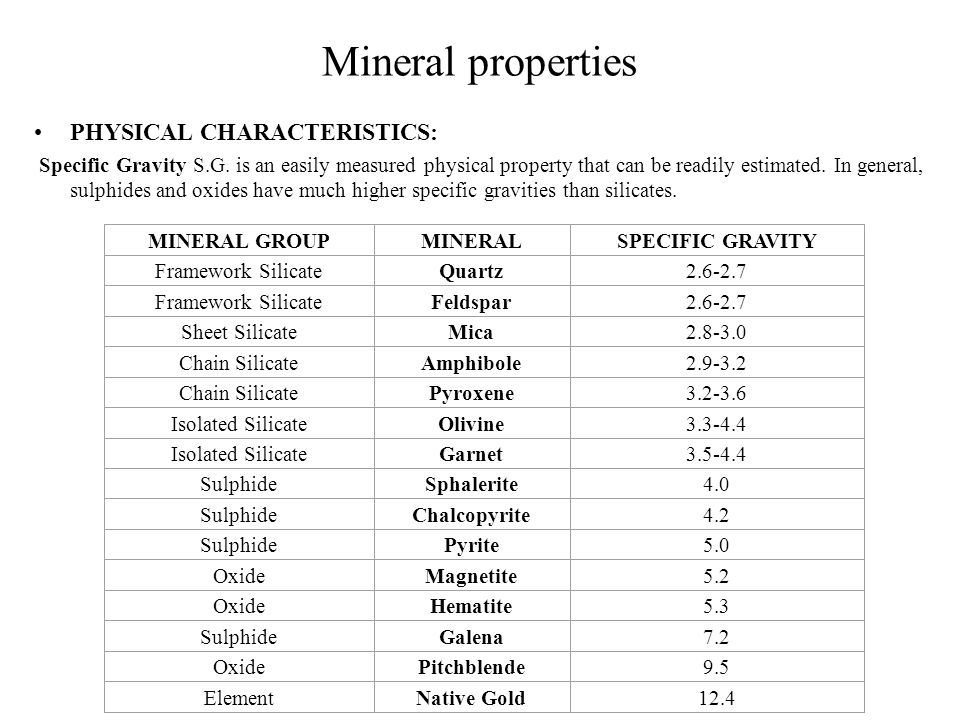 Mineral properties
• PHYSICAL CHARACTERISTICS:
Specific Gravity S.G. is an easily measured physical property that can be readily estimated. In general,
sulphides and oxides have much higher specific gravities than silicates.
MINERAL GROUP MINERAL SPECIFIC GRAVITY
Framework Silicate Quartz 2.6-2.7
Framework Silicate Feldspar 2.6-2.7
Sheet Silicate Mica 2.8-3.0
Chain Silicate Amphibole 2.9-3.2
Chain Silicate Pyroxene 3.2-3.6
Isolated Silicate Olivine 3.3-4.4
Isolated Silicate Garnet 3.5-4.4
Sulphide Sphalerite 4.0
Sulphide Chalcopyrite 4.2
Sulphide Pyrite 5.0
Oxide Magnetite 5.2
Oxide Hematite 5.3
Sulphide Galena 7.2
Oxide Pitchblende 9.5
Element Native Gold 12.4